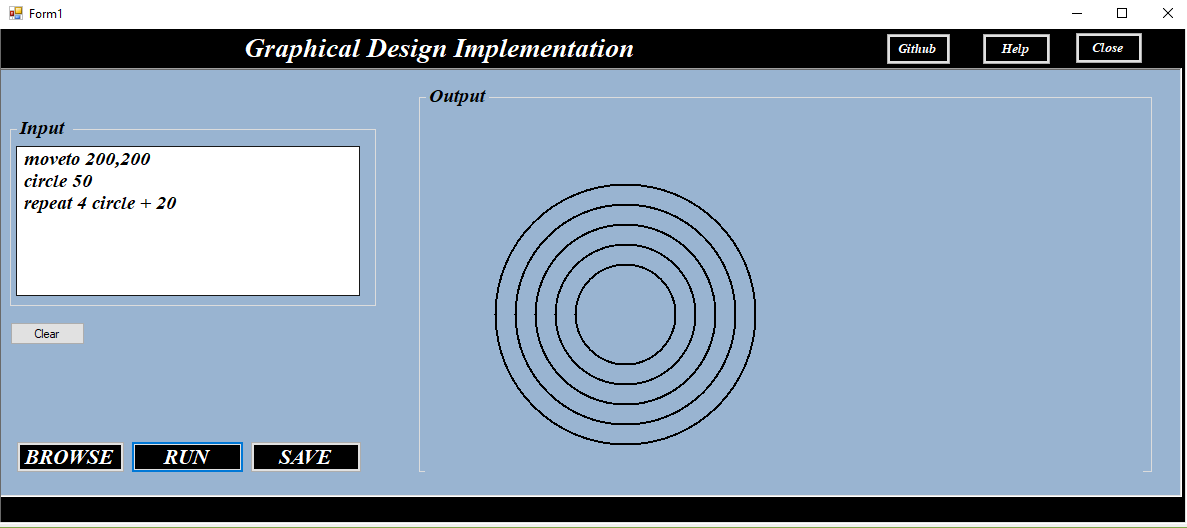 Form1
Graphical Design Implementation
Github
Help
Close
Output
Input
moveto 200,200
circle 50
repeat 4 circle + 20
Clear
BROWSE
RUN
SAVE